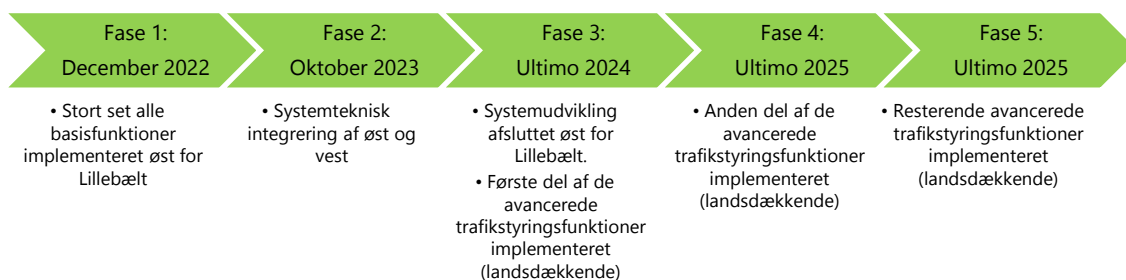 Fase 1:
December 2022
Fase 2:
Oktober 2023
Fase 3:
Ultimo 2024
Fase 4:
Ultimo 2025
Fase 5:
Ultimo 2025
• Stort set alle
basisfunktioner
implementeret øst for
Lillebælt
• Systemteknisk
integrering af øst og
vest
• Systemudvikling
afsluttet øst for
Lillebælt.
• Første del af de
avancerede
trafikstyringsfunktioner
implementeret
(landsdækkende)
• Anden del af de
avancerede
trafikstyringsfunktioner
implementeret
(landsdækkende)
• Resterende avancerede
trafikstyringsfunktioner
implementeret
(landsdækkende)